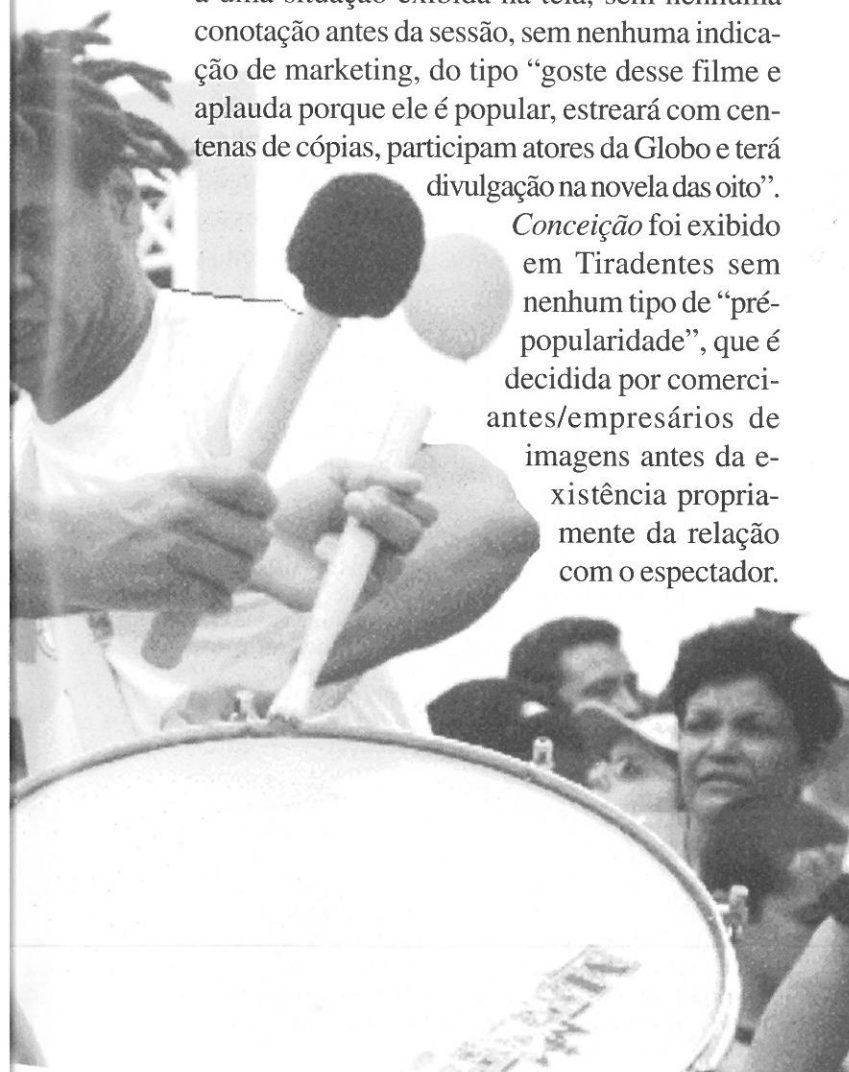 conotação antes da sessão, sem nenhuma indica-
ção de marketing, do tipo “goste desse filme e
aplauda porque ele é popular, estreará com cen-
tenas de cópias, participam atores da Globo e terá
divulgação na novela das oito”.
Conceição foi exibido
em Tiradentes sem
nenhum tipo de “pré-
popularidade”, que é
decidida por comerci-
antes/empresários de
imagens antes da e-
xistência propria-
mente da relação
com o espectador.